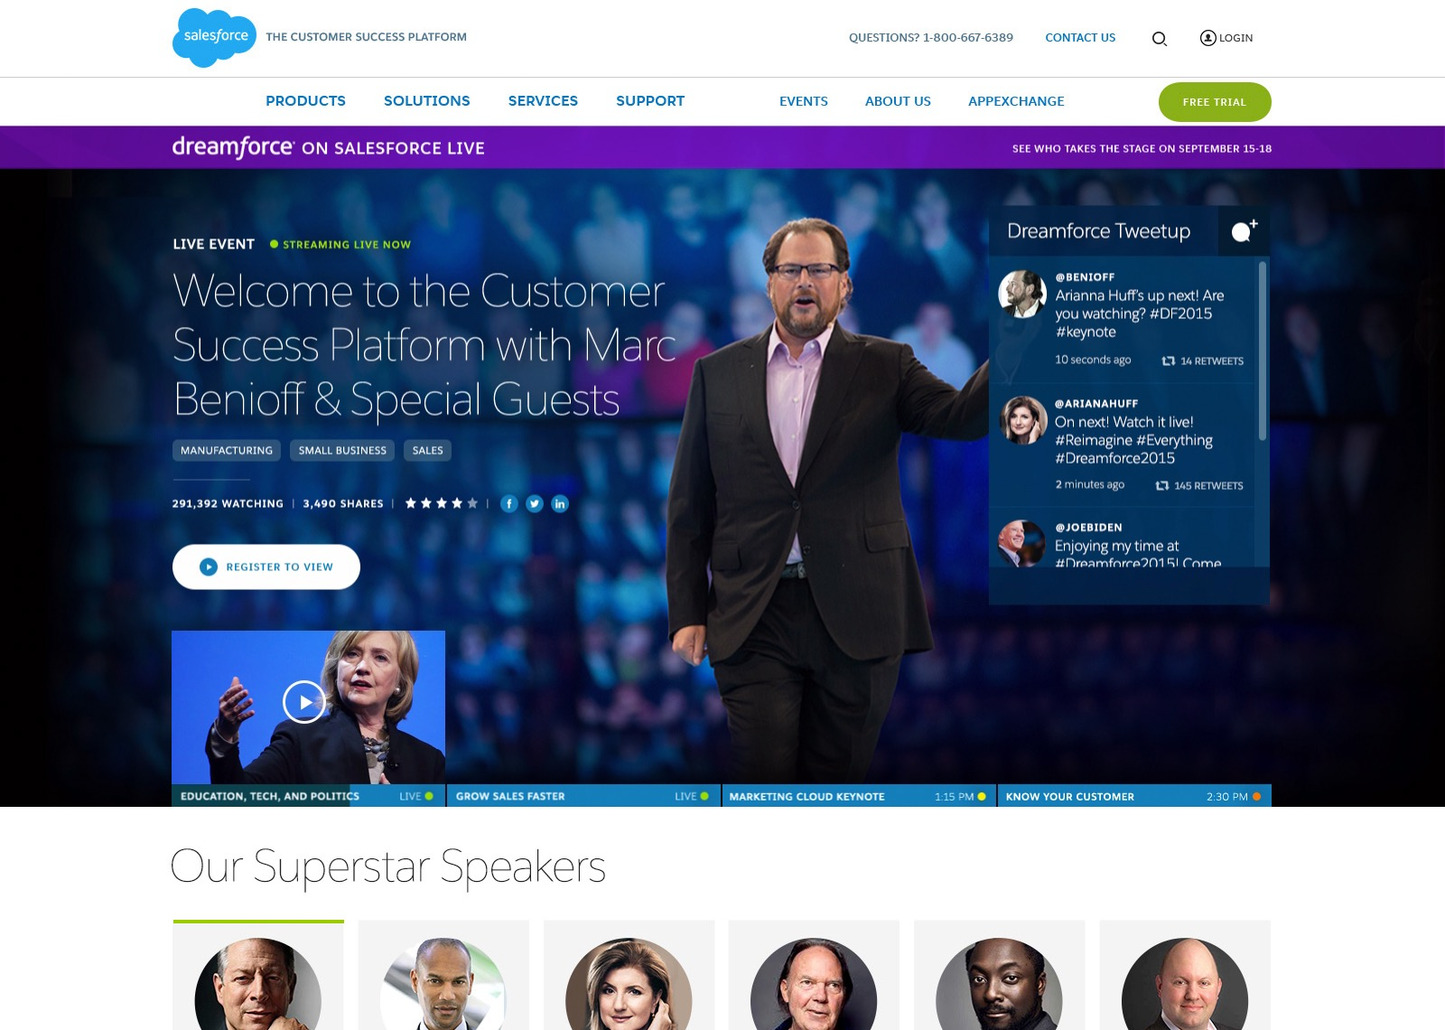 salesforce
THE CUSTOMER SUCCESS PLATFORM
QUESTIONS? 1-800-667-6389
CONTACT US
LOGIN
PRODUCTS
SOLUTIONS
SERVICES
SUPPORT
EVENTS
ABOUT US
APPEXCHANGE
FREE TRIAL
dreamforce ON SALESFORCE LIVE
SEE WHO TAKES THE STAGE ON SEPTEMBER 15-18
LIVE EVENT
STREAMING LIVE NOW
Welcome to the Customer
Success Platform with Marc
Benioff & Special Guests
MANUFACTURING
SMALL BUSINESS
SALES
291,392 WATCHING | 3,490 SHARES |
REGISTER TO VIEW
Dreamforce Tweetup
@BENIOFF
Arianna Huff's up next! Are
you watching? #DF2015
#keynote
10 seconds ago
14 RETWEETS
@ARIANAHUFF
On next! Watch it live!
#Reimagine #Everything
#Dreamforce2015
2 minutes ago
145 RETWEETS
@JOEBIDEN
Enjoying my time at
#Dreamforce2015! Come
EDUCATION, TECH, AND POLITICS
LIVE
GROW SALES FASTER
LIVE
MARKETING CLOUD KEYNOTE
1:15 PM
KNOW YOUR CUSTOMER
2:30 PM
Our Superstar Speakers